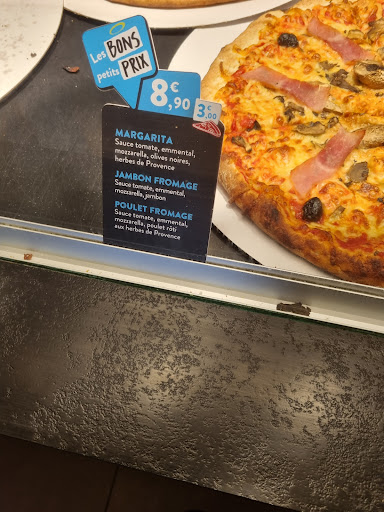 Les BONS
petits PRIX
8€,90
3€,00
MARGARITA
Sauce tomate, emmental,
mozzarella, olives noires,
herbes de Provence
JAMBON FROMAGE
Sauce tomate, emmental,
mozzarella, jambon
POULET FROMAGE
Sauce tomate, emmental,
mozzarella, poulet rôti
aux herbes de Provence